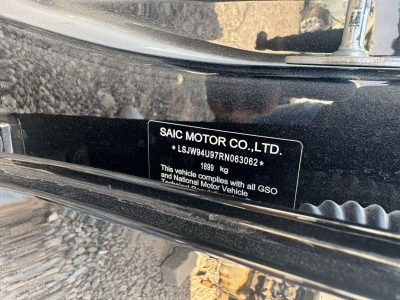 SAIC MOTOR CO.,LTD.
* LSJW94U97RN063062 *
1899 kg
This vehicle complies with all GSO
and National Motor Vehicle